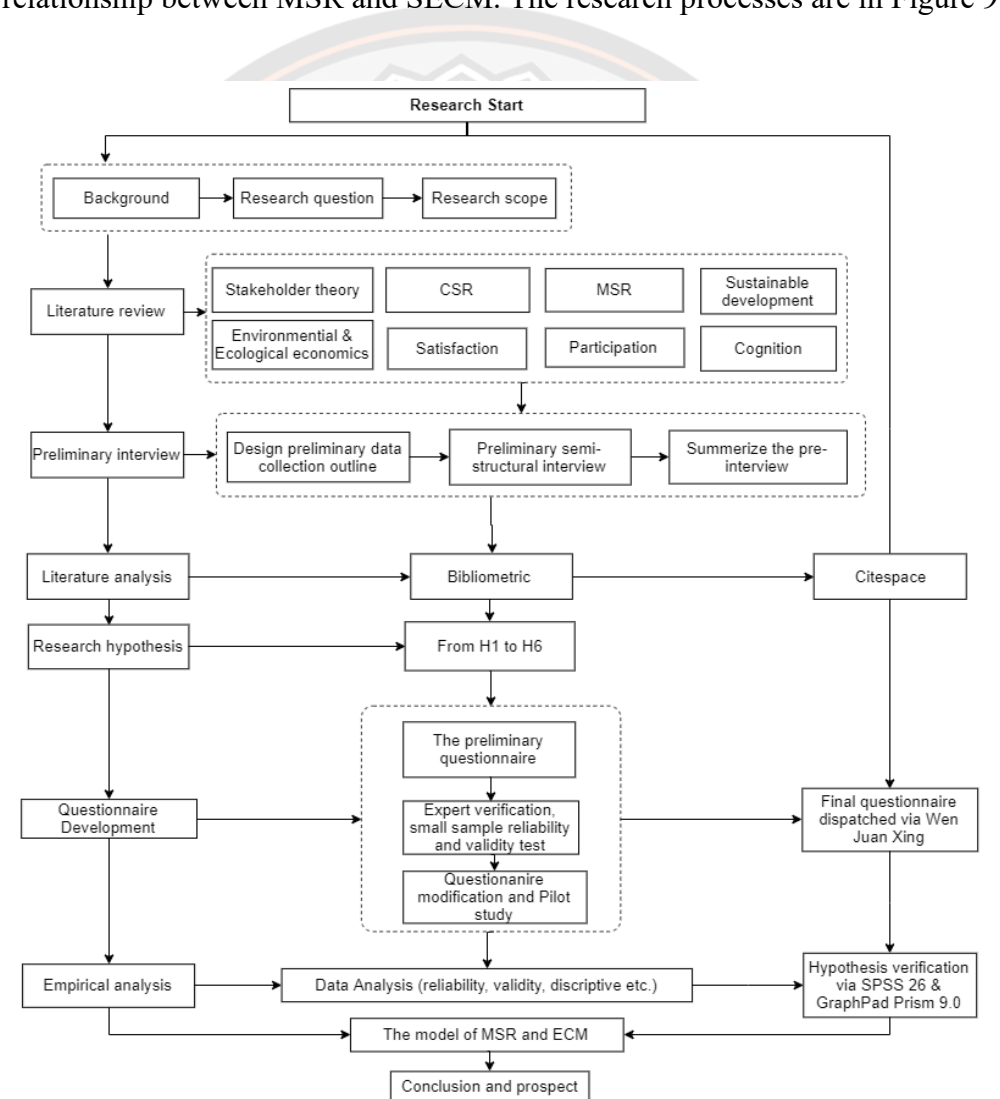 relationship between MSR and SECM. The research processes are in Figure 9
Research Start
Background
Research question
Research scope
Literature review
Stakeholder theory
CSR
MSR
Sustainable
development
Environmential &
Ecological economics
Satisfaction
Participation
Cognition
Preliminary interview
Design preliminary data
collection outline
Preliminary semi-
structural interview
Summerize the pre-
interview
Literature analysis
Bibliometric
Citespace
Research hypothesis
From H1 to H6
The preliminary
questionnaire
Questionnaire
Development
Expert verification,
small sample reliability
and validity test
Final questionnaire
dispatched via Wen
Juan Xing
Questionanire
modification and Pilot
study
Empirical analysis
Data Analysis (reliability, validity, discriptive etc.)
Hypothesis verification
via SPSS 26 &
GraphPad Prism 9.0
The model of MSR and ECM
Conclusion and prospect